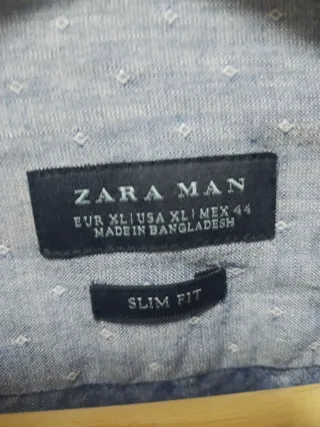 ZARA MAN
EUR XL | USA XL | MEX 44
MADE IN BANGLADESH
SLIM FIT